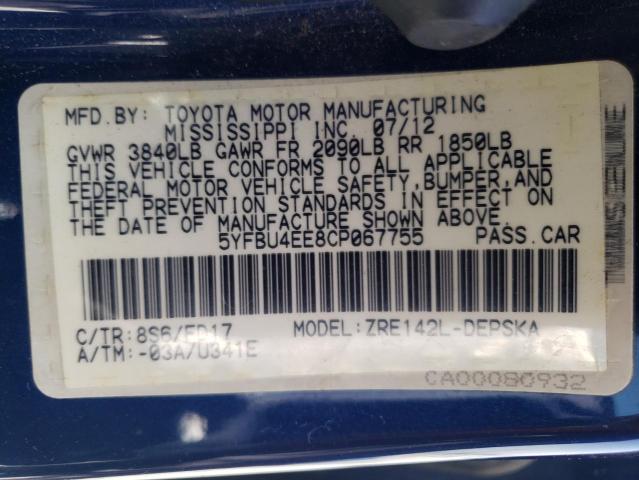 MFD.BY: TOYOTA MOTOR MANUFACTURING
MISSISSIPPI INC. 07/12
GVWR 3840LB GAWR FR 2090LB RR 1850LB
THIS VEHICLE CONFORMS TO ALL APPLICABLE
FEDERAL MOTOR VEHICLE SAFETY,BUMPER,AND
THEFT PREVENTION STANDARDS IN EFFECT ON
THE DATE OF MANUFACTURE SHOWN ABOVE.
5YFBU4EE8CP067755 PASS.CAR
C/TR:8S6/FB17 MODEL:ZRE142L-DEPSKA
A/TM:-03A/U341E
CA00080932